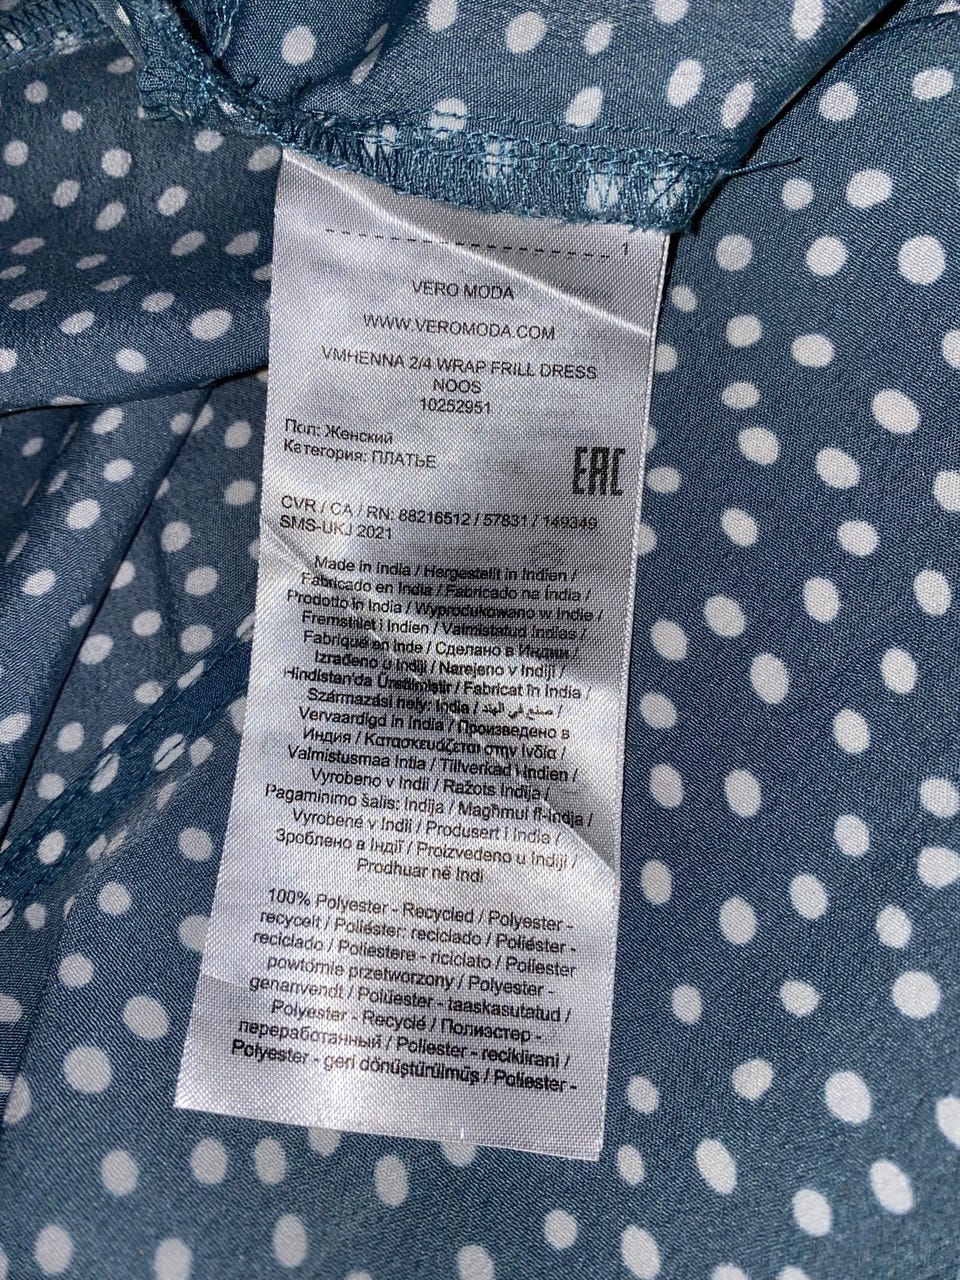 1
VERO MODA
WWW.VEROMODA.COM
VMHENNA 2/4 WRAP FRILL DRESS
NOOS
10252951
Пол: Женский
Категория: ПЛАТЬЕ
EAC
CVR / CA / RN: 88216512 / 57831 / 149349
SMS-UKJ 2021
Made in India / Hergestellt in Indien /
Fabricado en India / Fabricado na Índia /
Prodotto in India / Wyprodukowano w Indie /
Fremstillet i Indien / Valmistatud Indias /
Fabriqué en Inde / Сделано в Индии /
Izrađeno u Indiji / Narejeno v Indiji /
Hindistan'da Üretilmiştir / Fabricat în India /
Származási hely: India / صنع في الهند /
Vervaardigd in India / Произведено в
Индия / Κατασκευάζεται στην Ινδία /
Valmistusmaa Intia / Tillverkad i Indien /
Vyrobeno v Indii / Ražots Indija /
Pagaminimo šalis: Indija / Magħmul fl-Indja /
Vyrobené v Indii / Produsert i India /
Зроблено в Індії / Proizvedeno u Indiji /
Prodhuar në Indi
100% Polyester - Recycled / Polyester -
recycelt / Poliéster: reciclado / Poliéster -
reciclado / Poliestere - riciclato / Poliester
powtórnie przetworzony / Polyester -
genanvendt / Polüester - taaskasutatud /
Polyester - Recyclé / Полиэстер -
переработанный / Poliester - reciklirani /
Polyester - geri dönüştürülmüş / Poliester -